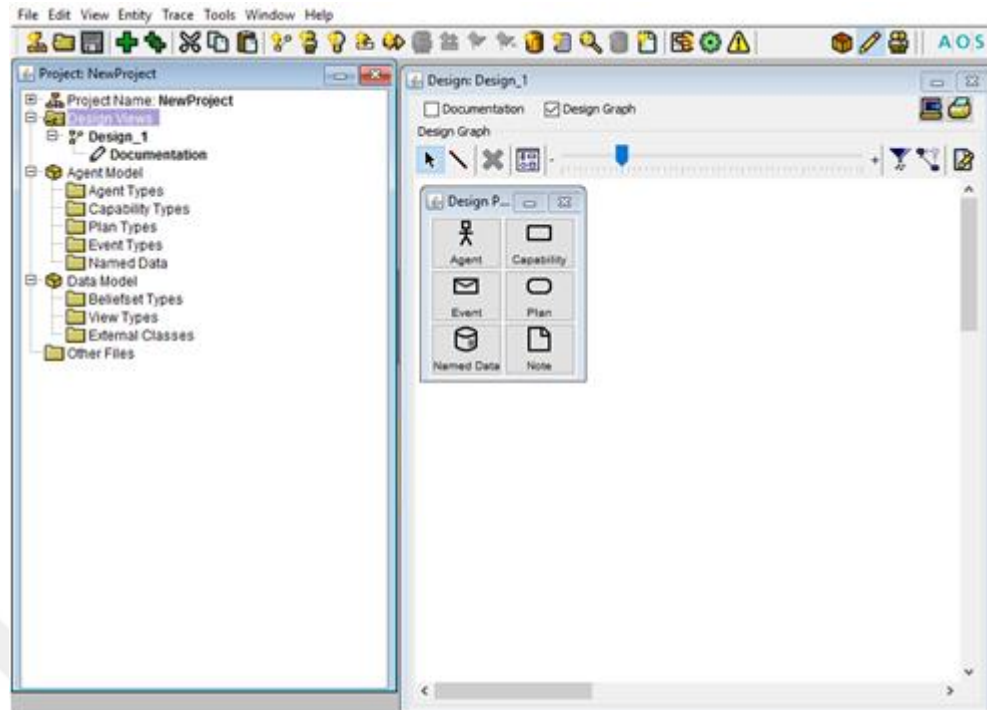 File Edit View Entity Trace Tools Window Help
AOS
Project: NewProject
Project Name: NewProject
Design Views
Design_1
Documentation
Agent Model
Agent Types
Capability Types
Plan Types
Event Types
Named Data
Data Model
Beliefset Types
View Types
External Classes
Other Files
Design: Design_1
Documentation Design Graph
Design Graph
- +
Design P...
Agent Capability
Event Plan
Named Data Note